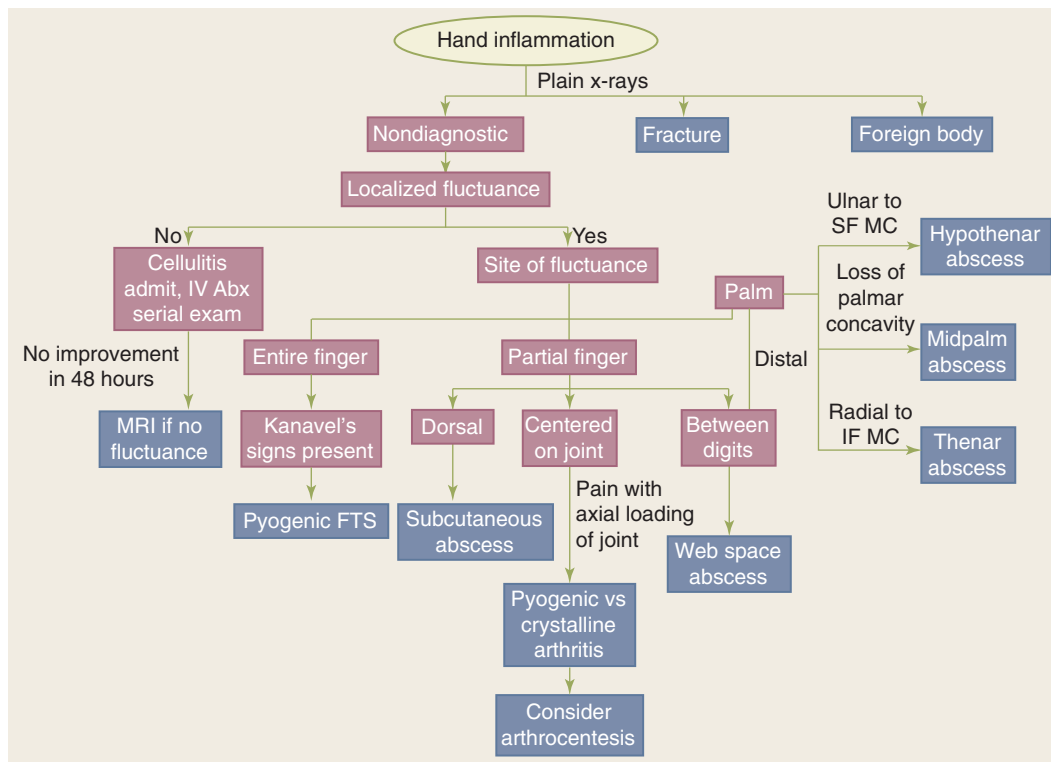 Hand inflammation
Plain x-rays
Nondiagnostic
Fracture
Foreign body
Localized fluctuance
No
Yes
Cellulitis
admit, IV Abx
serial exam
Site of fluctuance
Palm
Ulnar to
SF MC
Hypothenar
abscess
Loss of
palmar
concavity
Midpalm
abscess
Radial to
IF MC
Thenar
abscess
No improvement
in 48 hours
MRI if no
fluctuance
Entire finger
Partial finger
Distal
Kanavel's
signs present
Dorsal
Centered
on joint
Between
digits
Pyogenic FTS
Subcutaneous
abscess
Pain with
axial loading
of joint
Web space
abscess
Pyogenic vs
crystalline
arthritis
Consider
arthrocentesis